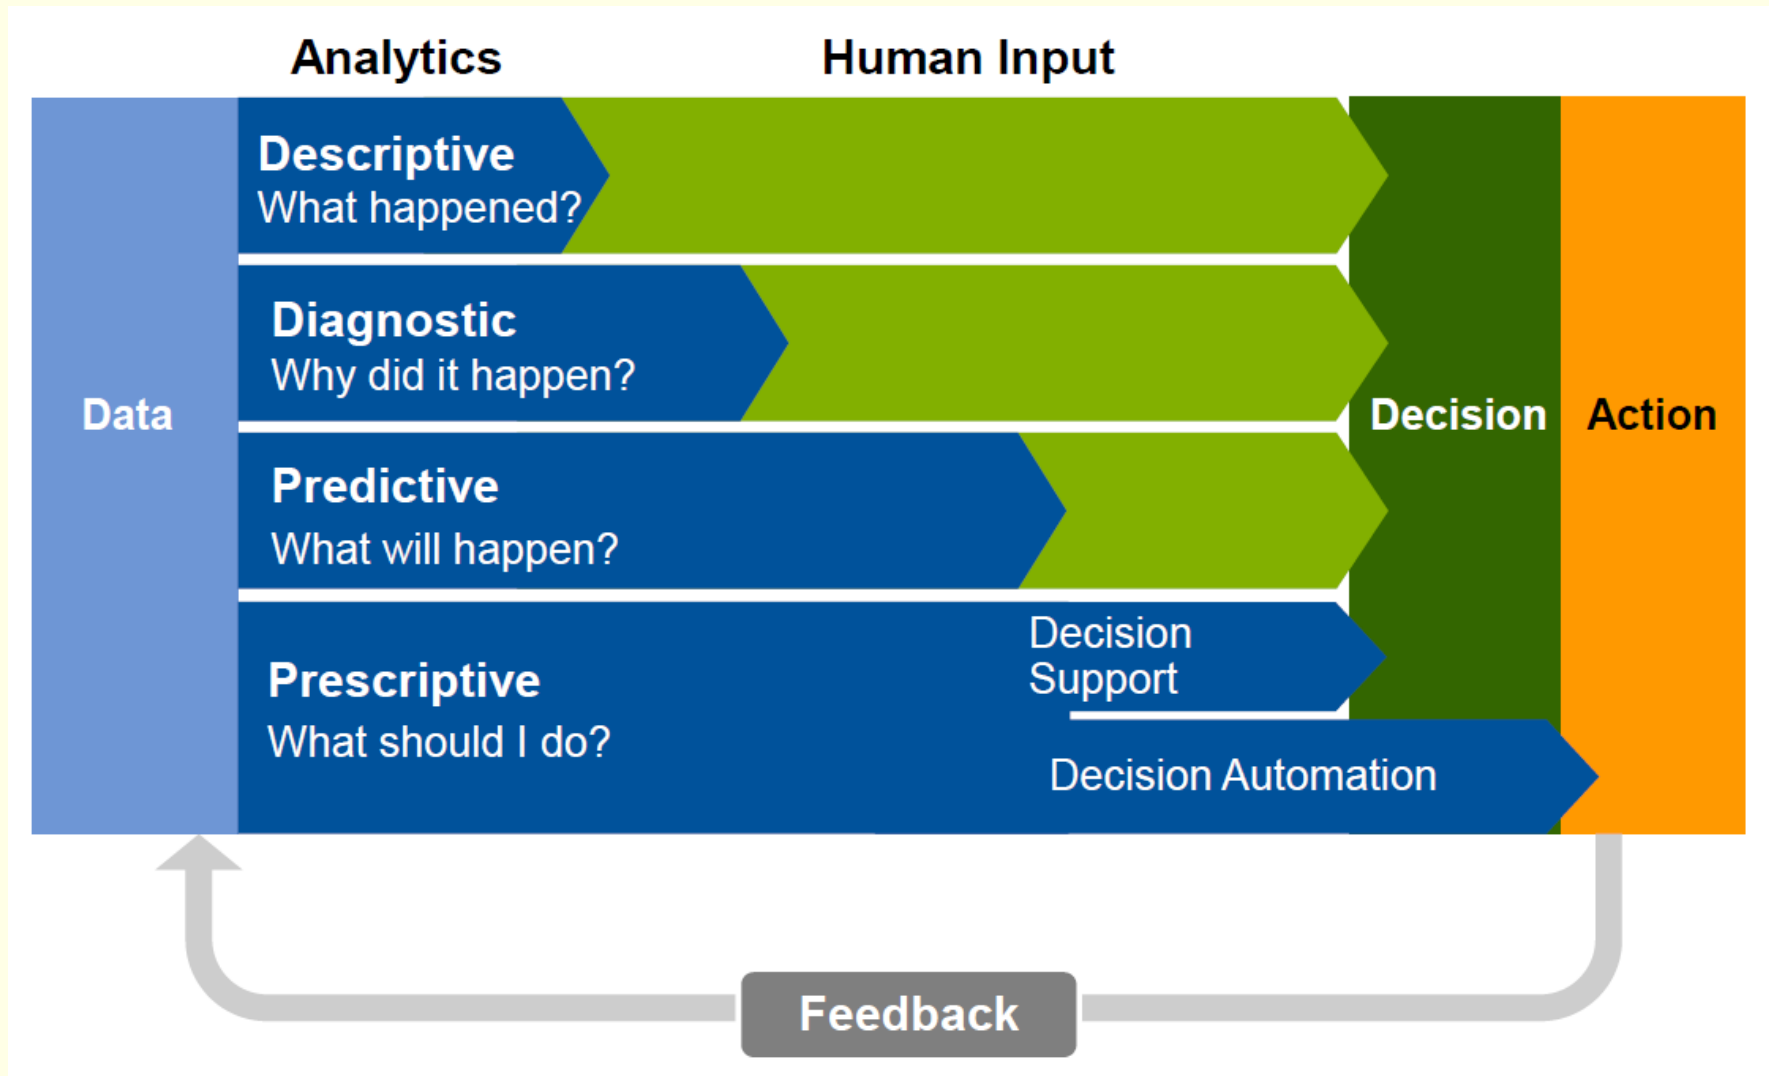 Analytics
Human Input
Data
Descriptive
What happened?
Diagnostic
Why did it happen?
Predictive
What will happen?
Prescriptive
What should I do?
Decision
Support
Decision Automation
Decision
Action
Feedback